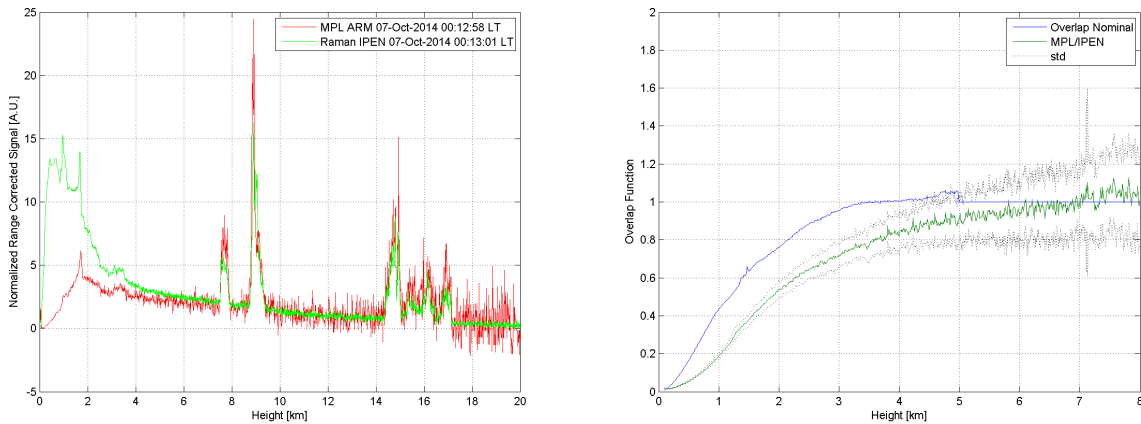 25
20
15
10
5
0
-5
Normalized Range Corrected Signal [A.U.]
MPL ARM 07-Oct-2014 00:12:58 LT
Raman IPEN 07-Oct-2014 00:13:01 LT
0 2 4 6 8 10 12 14 16 18 20
Height [km]
2
1.8
1.6
1.4
1.2
1
0.8
0.6
0.4
0.2
0
Overlap Function
Overlap Nominal
MPL/IPEN
std
0 1 2 3 4 5 6 7 8
Height [km]